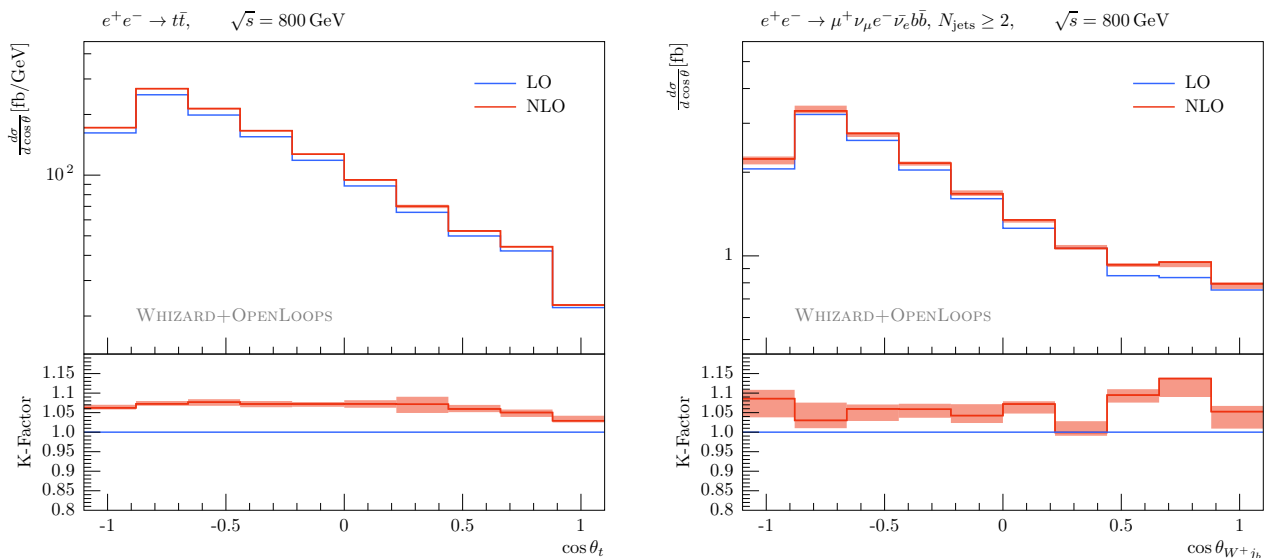 e⁺e⁻ → tt̄, √s = 800 GeV
dσ/d cos θ [fb/GeV]
LO
NLO
10²
WHIZARD+OPENLOOPS
K-Factor
1.15
1.1
1.05
1.0
0.95
0.9
0.85
0.8
-1 -0.5 0 0.5 1
cos θₜ
e⁺e⁻ → μ⁺ν_μe⁻ν̄ₑbb̄, N_jets ≥ 2, √s = 800 GeV
dσ/d cos θ [fb]
LO
NLO
1
WHIZARD+OPENLOOPS
K-Factor
1.15
1.1
1.05
1.0
0.95
0.9
0.85
0.8
-1 -0.5 0 0.5 1
cos θ_{W⁺j_b}